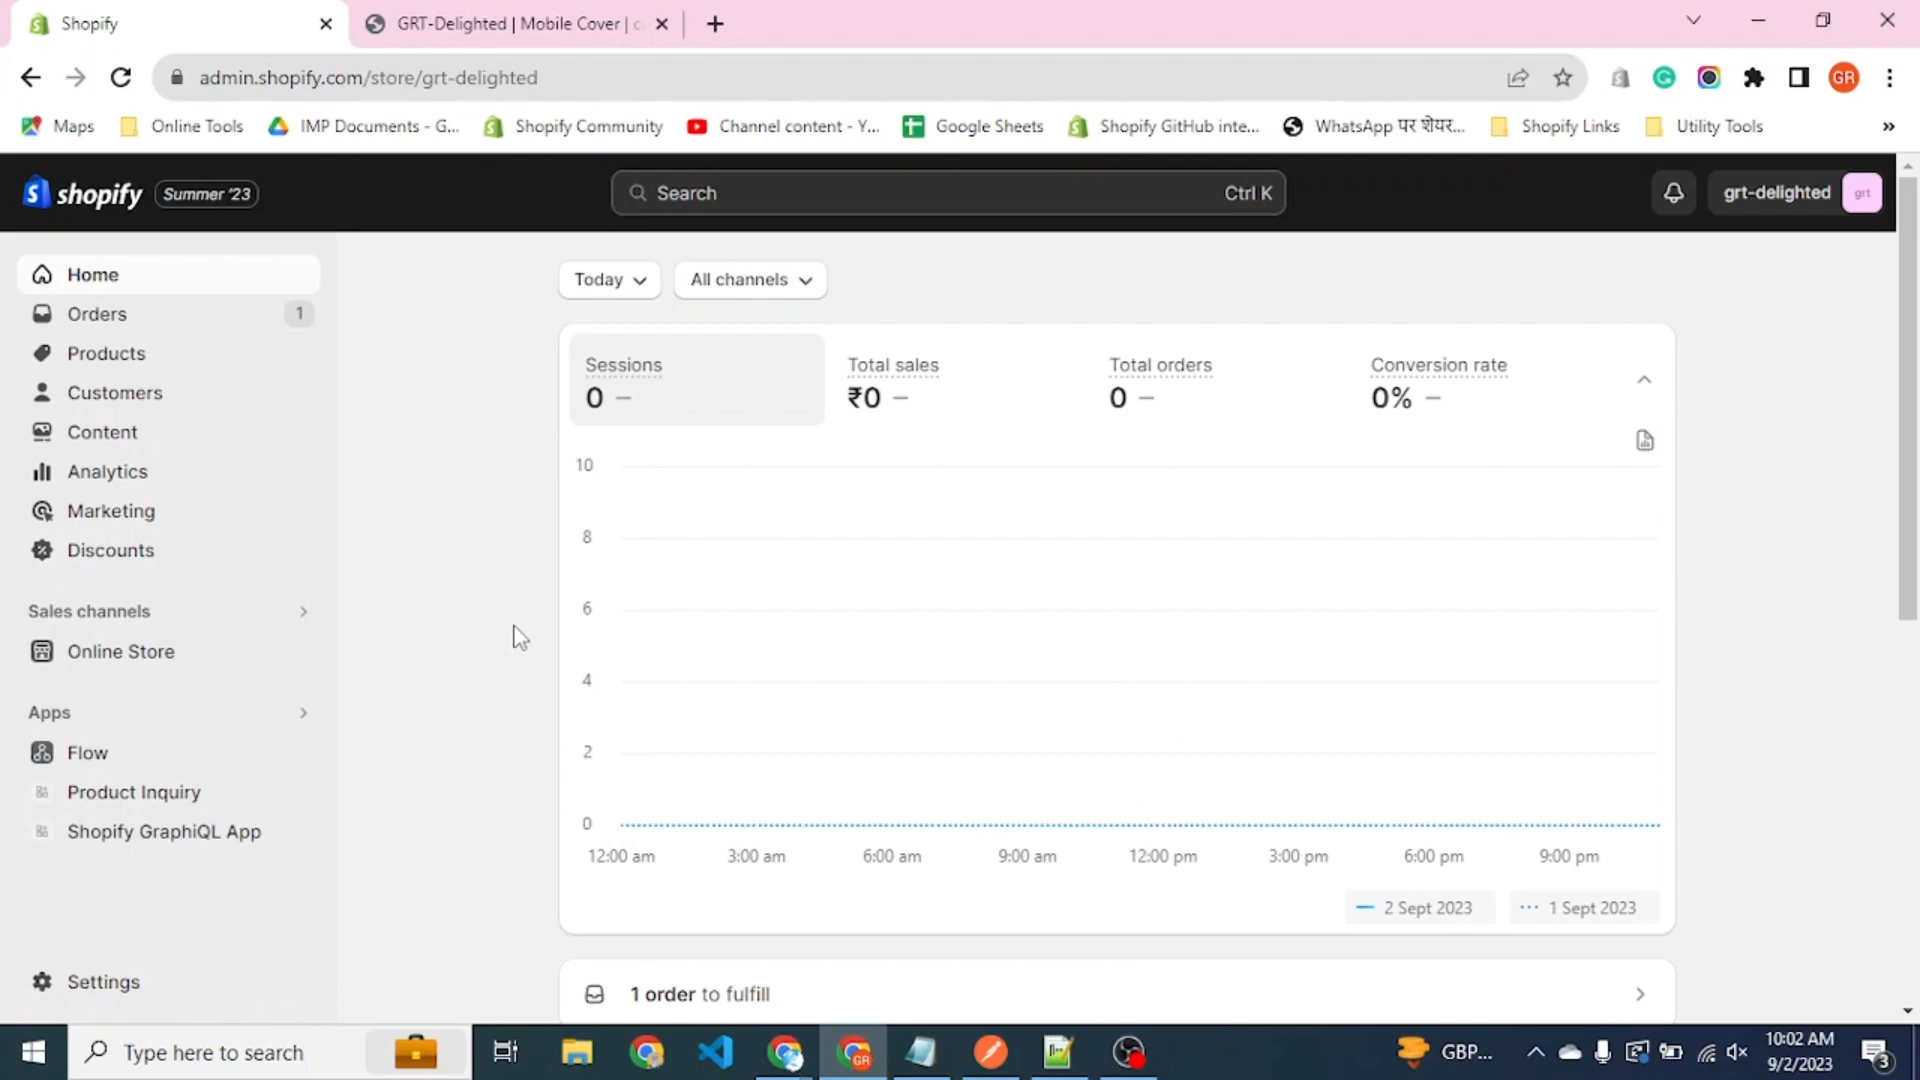 Shopify
GRT-Delighted | Mobile Cover |
admin.shopify.com/store/grt-delighted
GR
Maps
Online Tools
IMP Documents - G...
Shopify Community
Channel content - Y...
Google Sheets
Shopify GitHub inte...
WhatsApp पर शेयर...
Shopify Links
Utility Tools
»
shopify
Summer '23
Search
Ctrl K
grt-delighted
grt
Home
Orders
1
Products
Customers
Content
Analytics
Marketing
Discounts
Sales channels
Online Store
Apps
Flow
Product Inquiry
Shopify GraphiQL App
Settings
Today
All channels
Sessions
0 –
Total sales
₹0 –
Total orders
0 –
Conversion rate
0% –
10
8
6
4
2
0
12:00 am
3:00 am
6:00 am
9:00 am
12:00 pm
3:00 pm
6:00 pm
9:00 pm
2 Sept 2023
1 Sept 2023
1 order to fulfill
Type here to search
GR
GBP...
10:02 AM
9/2/2023
3